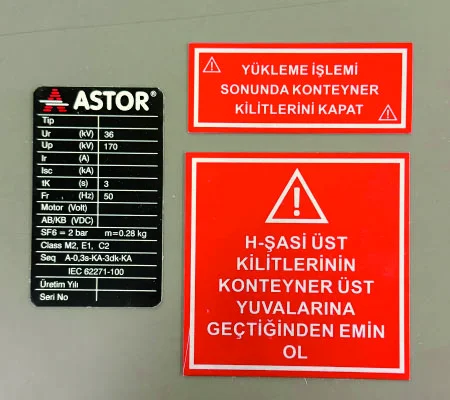 ASTOR®
Tip
Ur (kV) 36
Up (kV) 170
Ir (A)
Isc (kA)
tK (s) 3
Fr (Hz) 50
Motor (Volt)
AB/KB (VDC)
SF6 = 2 bar m=0.28 kg
Class M2, E1, C2
Seq A-0,3s-KA-3dk-KA
IEC 62271-100
Üretim Yılı
Seri No
YÜKLEME İŞLEMİ
SONUNDA KONTEYNER
KİLİTLERİNİ KAPAT
H-ŞASİ ÜST
KİLİTLERİNİN
KONTEYNER ÜST
YUVALARINA
GEÇTİĞİNDEN EMİN
OL